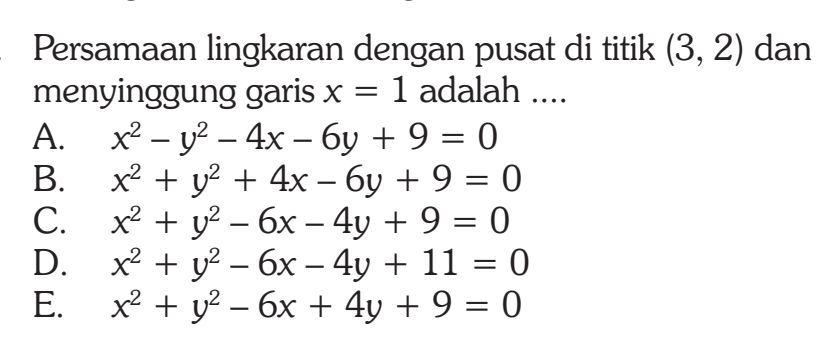 Persamaan lingkaran dengan pusat di titik (3, 2) dan
menyinggung garis x = 1 adalah ....
A. x² – y² – 4x – 6y + 9 = 0
B. x² + y² + 4x – 6y + 9 = 0
C. x² + y² – 6x – 4y + 9 = 0
D. x² + y² – 6x – 4y + 11 = 0
E. x² + y² – 6x + 4y + 9 = 0